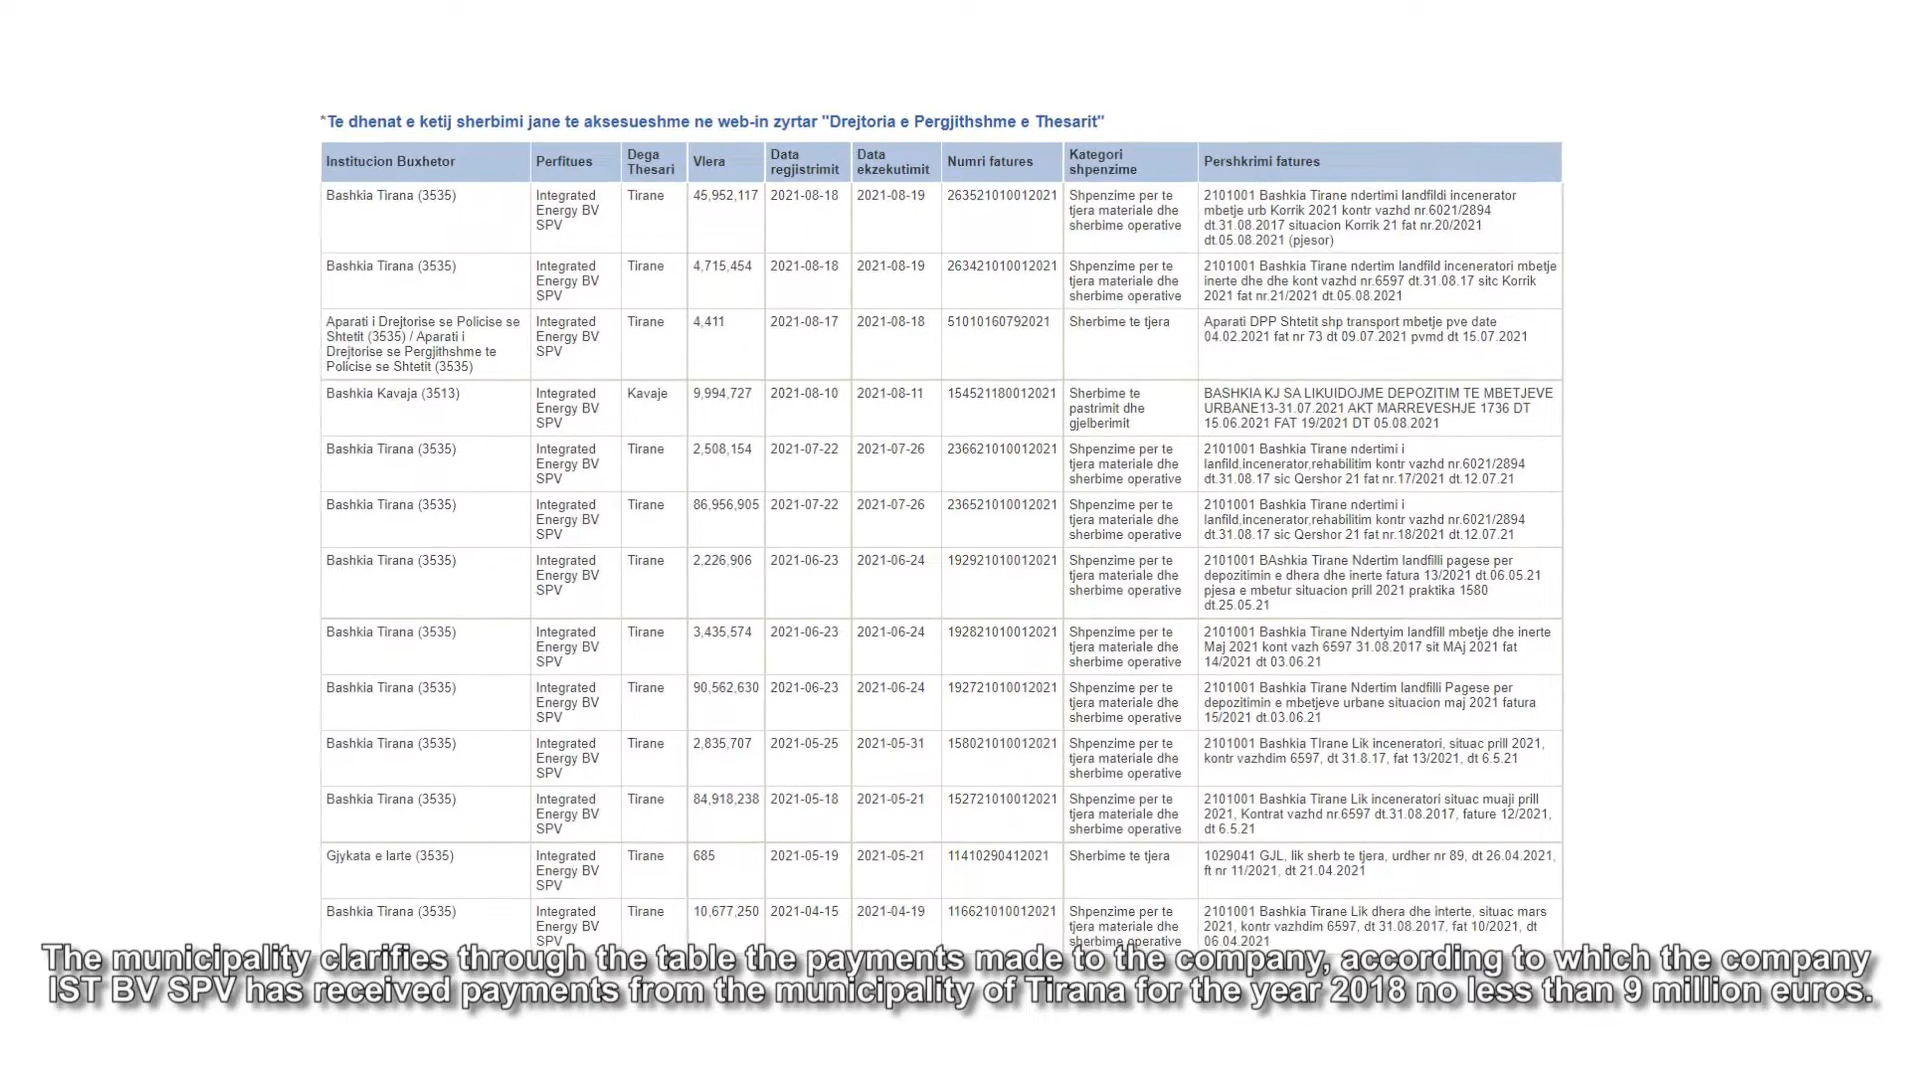 *Te dhenat e ketij sherbimi jane te aksesueshme ne web-in zyrtar "Drejtoria e Pergjithshme e Thesarit"
Institucion Buxhetor Perfitues Dega Thesari Vlera Data regjistrimit Data ekzekutimit Numri fatures Kategori shpenzime Pershkrimi fatures
Bashkia Tirana (3535) Integrated Tirane 45,952,117 2021-08-18 2021-08-19 263521010012021 Shpenzime per te 2101001 Bashkia Tirane ndertimi landfildi incenerator
Energy BV tjera materiale dhe mbetje urb Korrik 2021 kontr vazhd nr.6021/2894
SPV sherbime operative dt.31.08.2017 situacion Korrik 21 fat nr.20/2021
dt.05.08.2021 (pjesor)
Bashkia Tirana (3535) Integrated Tirane 4,715,454 2021-08-18 2021-08-19 263421010012021 Shpenzime per te 2101001 Bashkia Tirane ndertim landfild inceneratori mbetje
Energy BV tjera materiale dhe inerte dhe dhe kont vazhd nr.6597 dt.31.08.17 sitc Korrik
SPV sherbime operative 2021 fat nr.21/2021 dt.05.08.2021
Aparati i Drejtorise se Policise se Integrated Tirane 4,411 2021-08-17 2021-08-18 51010160792021 Sherbime te tjera Aparati DPP Shtetit shp transport mbetje pve date
Shtetit (3535) / Aparati i Energy BV 04.02.2021 fat nr 73 dt 09.07.2021 pvmd dt 15.07.2021
Drejtorise se Pergjithshme te SPV
Policise se Shtetit (3535)
Bashkia Kavaja (3513) Integrated Kavaje 9,994,727 2021-08-10 2021-08-11 154521180012021 Sherbime te BASHKIA KJ SA LIKUIDOJME DEPOZITIM TE MBETJEVE
Energy BV pastrimit dhe URBANE13-31.07.2021 AKT MARREVESHJE 1736 DT
SPV gjelberimit 15.06.2021 FAT 19/2021 DT 05.08.2021
Bashkia Tirana (3535) Integrated Tirane 2,508,154 2021-07-22 2021-07-26 236621010012021 Shpenzime per te 2101001 Bashkia Tirane ndertimi i
Energy BV tjera materiale dhe lanfild,incenerator,rehabilitim kontr vazhd nr.6021/2894
SPV sherbime operative dt.31.08.17 sic Qershor 21 fat nr.17/2021 dt.12.07.21
Bashkia Tirana (3535) Integrated Tirane 86,956,905 2021-07-22 2021-07-26 236521010012021 Shpenzime per te 2101001 Bashkia Tirane ndertimi i
Energy BV tjera materiale dhe lanfild,incenerator,rehabilitim kontr vazhd nr.6021/2894
SPV sherbime operative dt.31.08.17 sic Qershor 21 fat nr.18/2021 dt.12.07.21
Bashkia Tirana (3535) Integrated Tirane 2,226,906 2021-06-23 2021-06-24 192921010012021 Shpenzime per te 2101001 BAshkia Tirane Ndertim landfilli pagese per
Energy BV tjera materiale dhe depozitimin e dhera dhe inerte fatura 13/2021 dt.06.05.21
SPV sherbime operative pjesa e mbetur situacion prill 2021 praktika 1580
dt.25.05.21
Bashkia Tirana (3535) Integrated Tirane 3,435,574 2021-06-23 2021-06-24 192821010012021 Shpenzime per te 2101001 Bashkia Tirane Ndertyim landfill mbetje dhe inerte
Energy BV tjera materiale dhe Maj 2021 kont vazh 6597 31.08.2017 sit MAj 2021 fat
SPV sherbime operative 14/2021 dt 03.06.21
Bashkia Tirana (3535) Integrated Tirane 90,562,630 2021-06-23 2021-06-24 192721010012021 Shpenzime per te 2101001 Bashkia Tirane Ndertim landfilli Pagese per
Energy BV tjera materiale dhe depozitimin e mbetjeve urbane situacion maj 2021 fatura
SPV sherbime operative 15/2021 dt.03.06.21
Bashkia Tirana (3535) Integrated Tirane 2,835,707 2021-05-25 2021-05-31 158021010012021 Shpenzime per te 2101001 Bashkia TIrane Lik inceneratori, situac prill 2021,
Energy BV tjera materiale dhe kontr vazhdim 6597, dt 31.8.17, fat 13/2021, dt 6.5.21
SPV sherbime operative
Bashkia Tirana (3535) Integrated Tirane 84,918,238 2021-05-18 2021-05-21 152721010012021 Shpenzime per te 2101001 Bashkia Tirane Lik inceneratori situac muaji prill
Energy BV tjera materiale dhe 2021, Kontrat vazhd nr.6597 dt.31.08.2017, fature 12/2021,
SPV sherbime operative dt 6.5.21
Gjykata e larte (3535) Integrated Tirane 685 2021-05-19 2021-05-21 11410290412021 Sherbime te tjera 1029041 GJL, lik sherb te tjera, urdher nr 89, dt 26.04.2021,
Energy BV ft nr 11/2021, dt 21.04.2021
SPV
Bashkia Tirana (3535) Integrated Tirane 10,677,250 2021-04-15 2021-04-19 116621010012021 Shpenzime per te 2101001 Bashkia Tirane Lik dhera dhe interte, situac mars
Energy BV tjera materiale dhe 2021, kontr vazhdim 6597, dt 31.08.2017, fat 10/2021, dt
SPV sherbime operative 06.04.2021
The municipality clarifies through the table the payments made to the company, according to which the company
IST BV SPV has received payments from the municipality of Tirana for the year 2018 no less than 9 million euros.